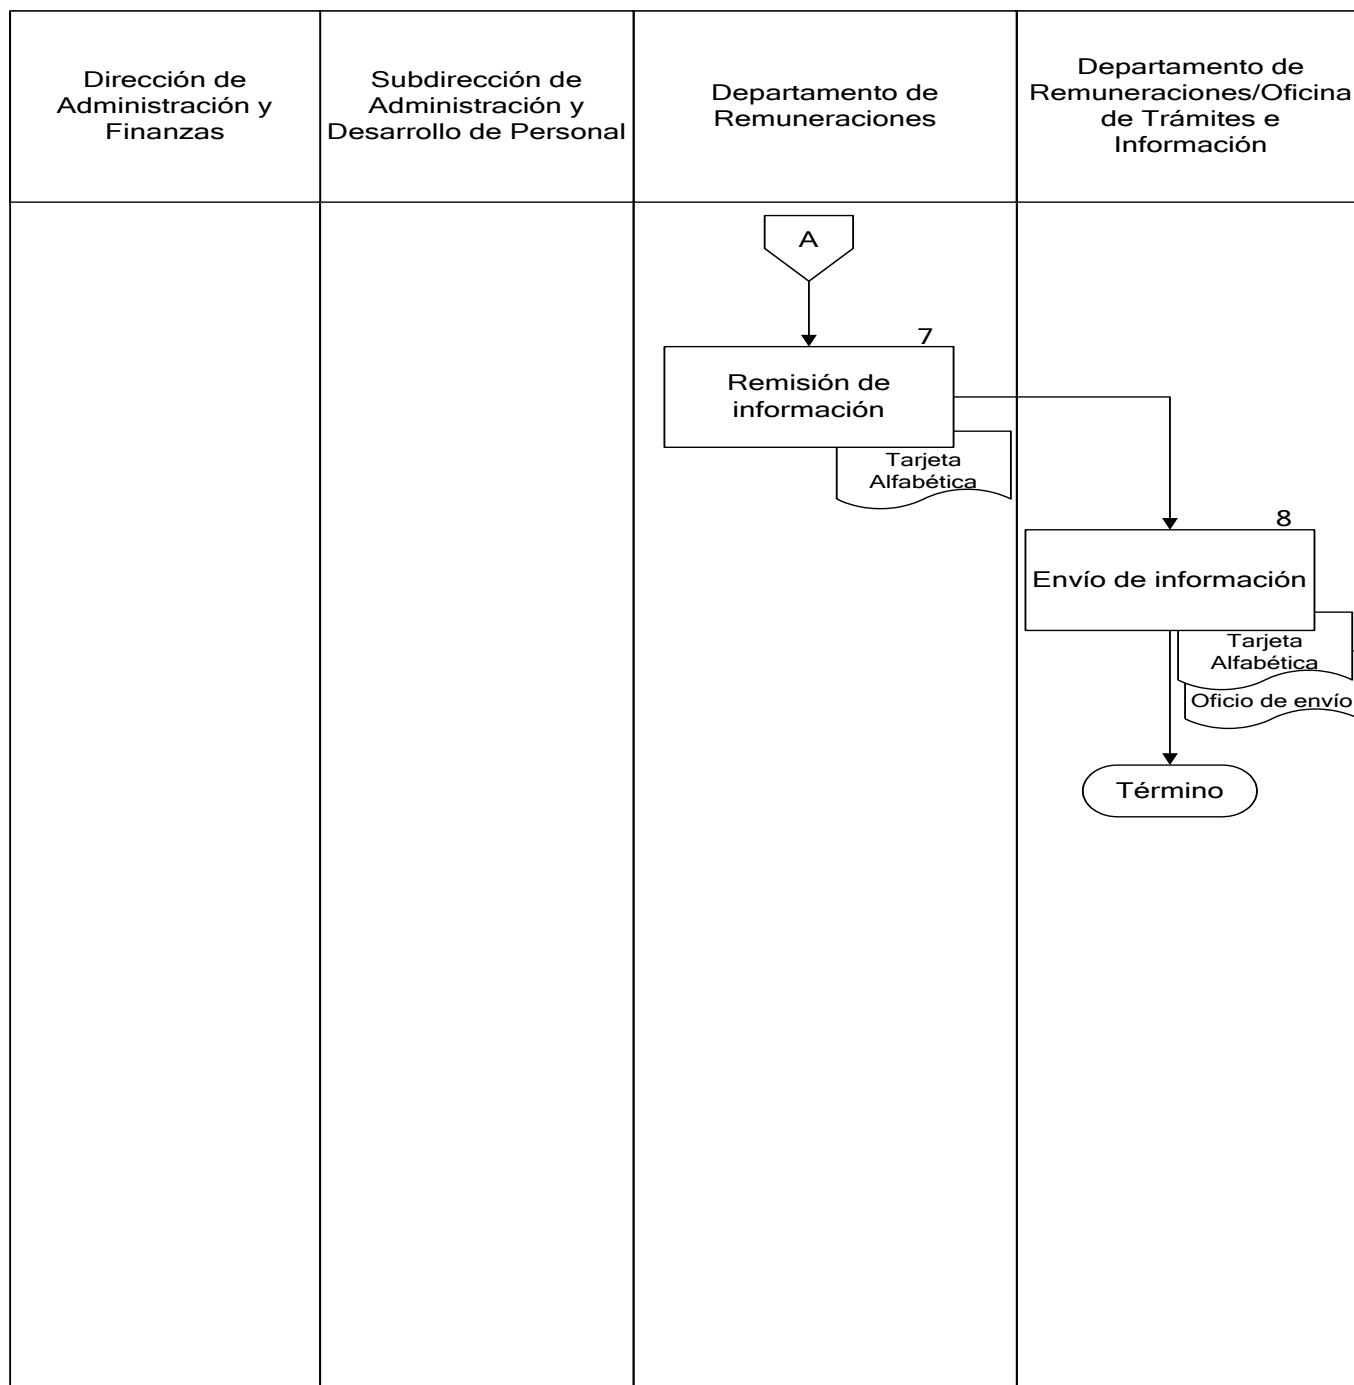 Dirección de
Administración y
Finanzas
Subdirección de
Administración y
Desarrollo de Personal
Departamento de
Remuneraciones
Departamento de
Remuneraciones/Oficina
de Trámites e
Información
A
7
Remisión de
información
Tarjeta
Alfabética
8
Envío de información
Tarjeta
Alfabética
Oficio de envío
Término